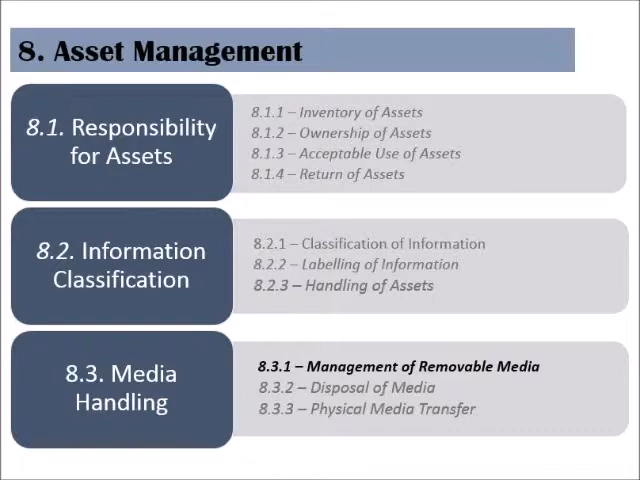 8. Asset Management
8.1. Responsibility
for Assets
8.1.1 – Inventory of Assets
8.1.2 – Ownership of Assets
8.1.3 – Acceptable Use of Assets
8.1.4 – Return of Assets
8.2. Information
Classification
8.2.1 – Classification of Information
8.2.2 – Labelling of Information
8.2.3 – Handling of Assets
8.3. Media
Handling
8.3.1 – Management of Removable Media
8.3.2 – Disposal of Media
8.3.3 – Physical Media Transfer